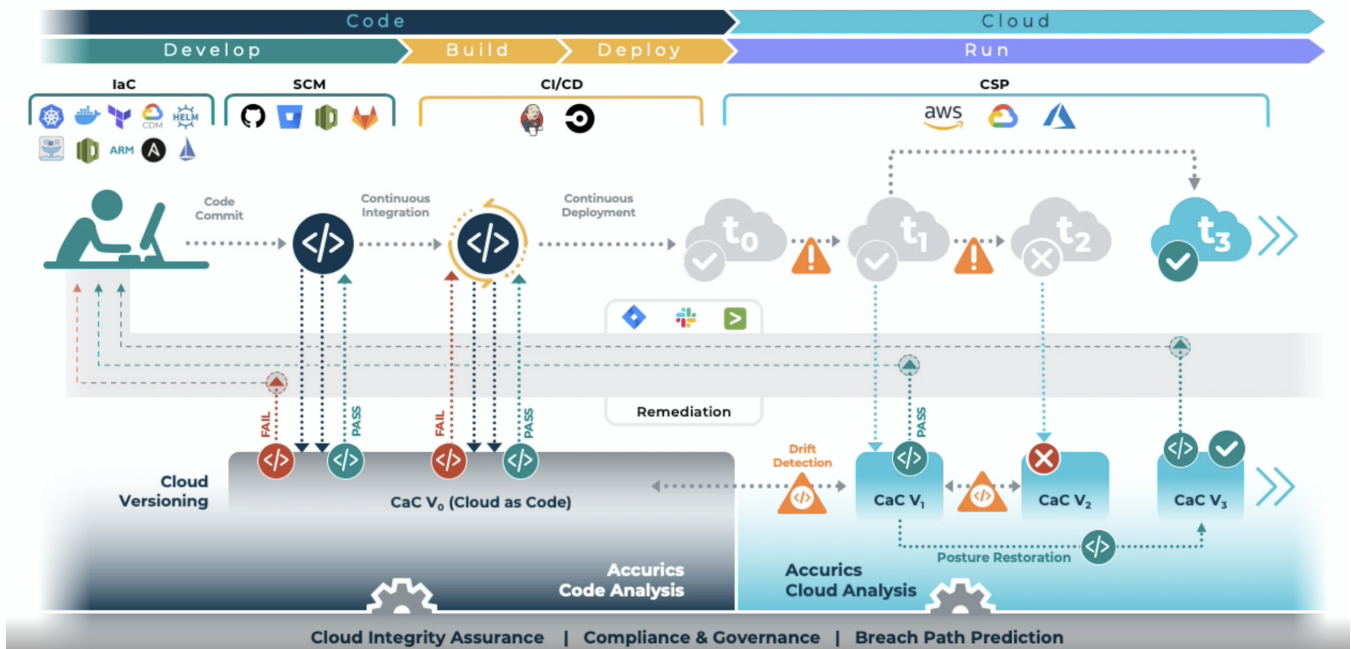 Code
Cloud
Develop
Build
Deploy
Run
IaC
SCM
CI/CD
CSP
CDM
HELM
ARM
aws
Code
Commit
Continuous
Integration
Continuous
Deployment
t0
t1
t2
t3
FAIL
PASS
FAIL
PASS
PASS
Remediation
Cloud
Versioning
CaC V0 (Cloud as Code)
Drift
Detection
CaC V1
CaC V2
CaC V3
Posture Restoration
Accurics
Code Analysis
Accurics
Cloud Analysis
Cloud Integrity Assurance | Compliance & Governance | Breach Path Prediction